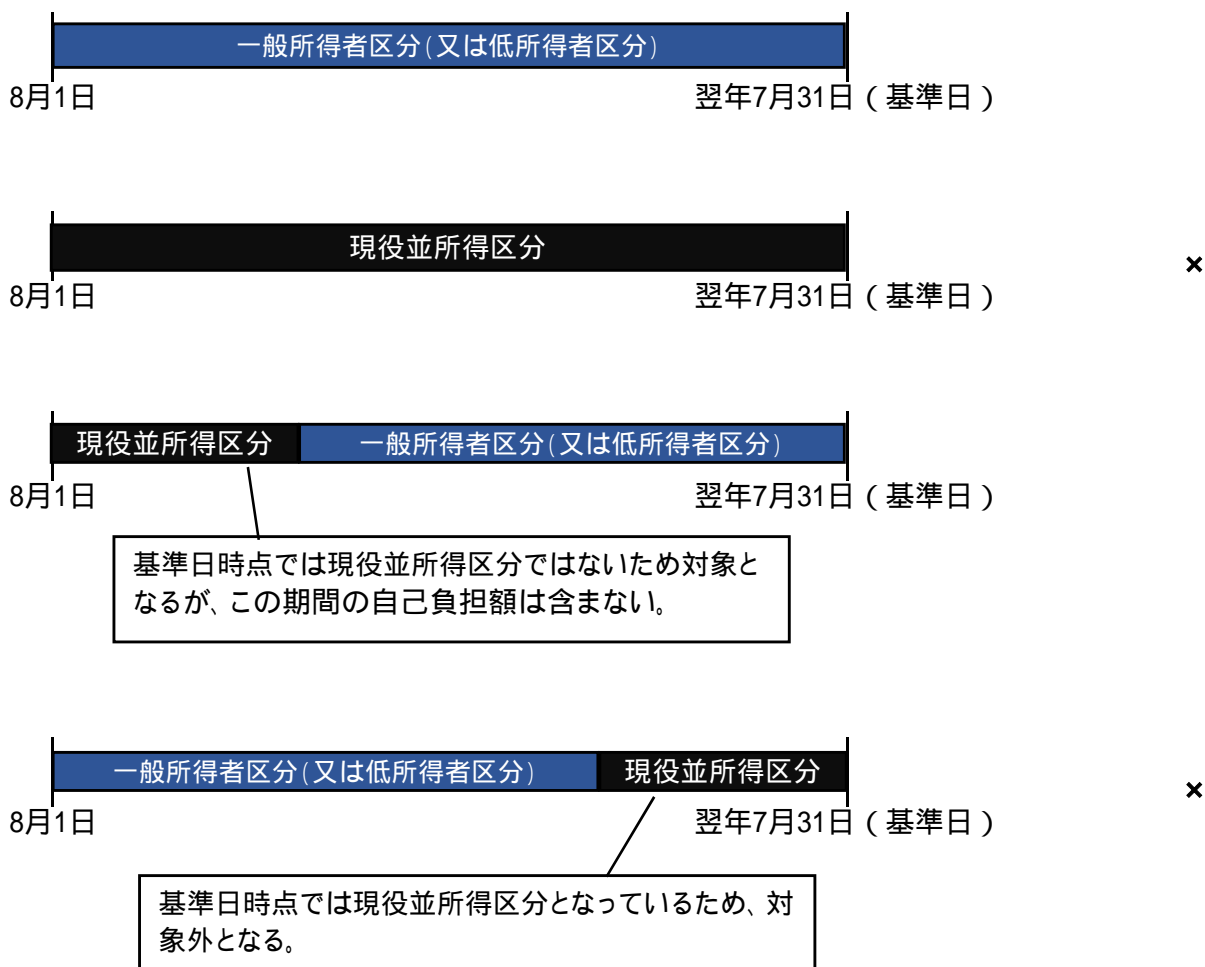 一般所得者区分(又は低所得者区分)
8月1日
翌年7月31日(基準日)
現役並所得区分
×
8月1日
翌年7月31日(基準日)
現役並所得区分
一般所得者区分(又は低所得者区分)
8月1日
翌年7月31日(基準日)
基準日時点では現役並所得区分ではないため対象と
なるが、この期間の自己負担額は含まない。
一般所得者区分(又は低所得者区分)
現役並所得区分
×
8月1日
翌年7月31日(基準日)
基準日時点では現役並所得区分となっているため、対
象外となる。